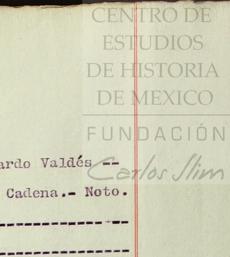 CENTRO DE
ESTUDIOS
DE HISTORIA
DE MEXICO
FUNDACIÓN
Carlos Slim
ardo Valdés --
Cadena.- Noto.